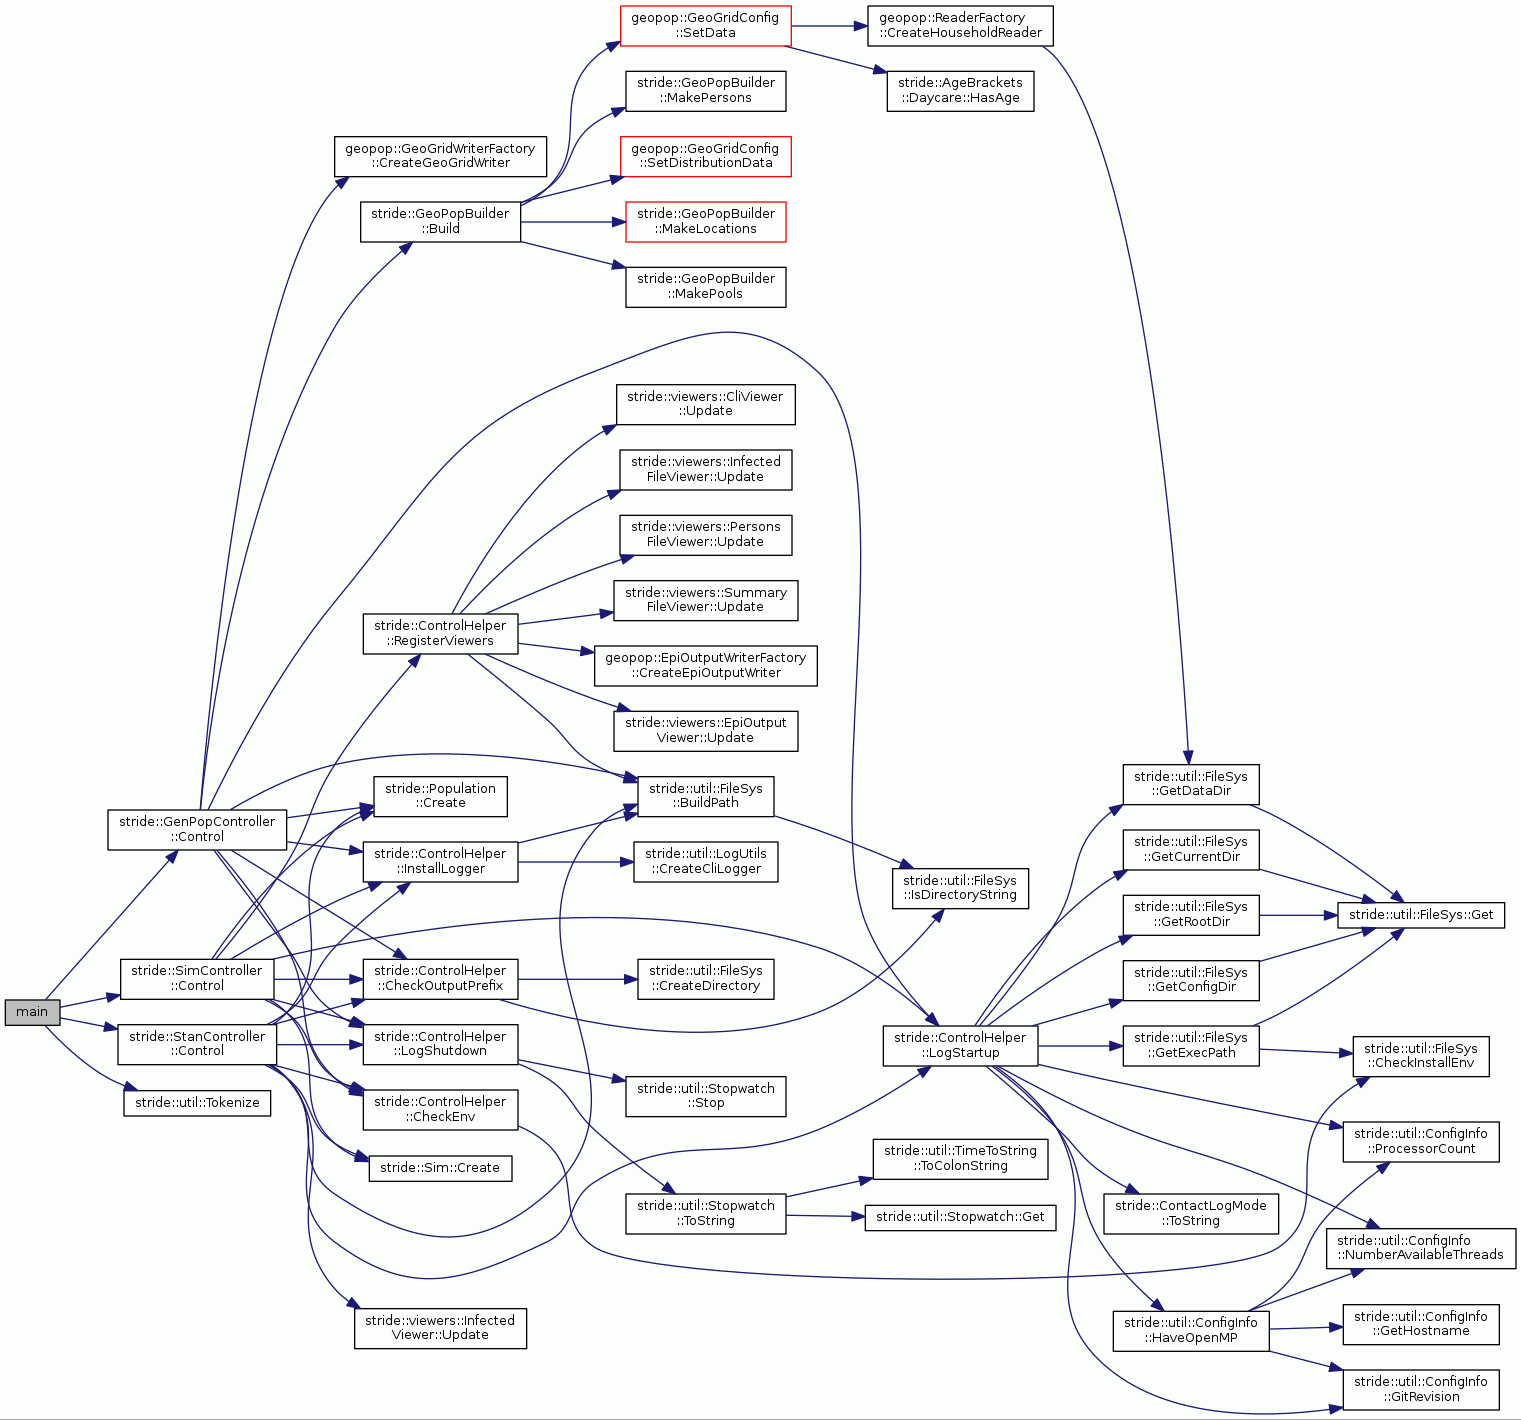 geopop::GeoGridConfig
::SetData
geopop::ReaderFactory
::CreateHouseholdReader
stride::GeoPopBuilder
::MakePersons
stride::AgeBrackets
::Daycare::HasAge
geopop::GeoGridWriterFactory
::CreateGeoGridWriter
geopop::GeoGridConfig
::SetDistributionData
stride::GeoPopBuilder
::Build
stride::GeoPopBuilder
::MakeLocations
stride::GeoPopBuilder
::MakePools
stride::viewers::CliViewer
::Update
stride::viewers::Infected
FileViewer::Update
stride::viewers::Persons
FileViewer::Update
stride::viewers::Summary
FileViewer::Update
stride::ControlHelper
::RegisterViewers
geopop::EpiOutputWriterFactory
::CreateEpiOutputWriter
stride::viewers::EpiOutput
Viewer::Update
stride::util::FileSys
::GetDataDir
stride::Population
::Create
stride::util::FileSys
::BuildPath
stride::GenPopController
::Control
stride::util::FileSys
::GetCurrentDir
stride::ControlHelper
::InstallLogger
stride::util::LogUtils
::CreateCliLogger
stride::util::FileSys
::IsDirectoryString
stride::util::FileSys
::GetRootDir
stride::util::FileSys::Get
stride::SimController
::Control
stride::ControlHelper
::CheckOutputPrefix
stride::util::FileSys
::CreateDirectory
stride::util::FileSys
::GetConfigDir
main
stride::StanController
::Control
stride::ControlHelper
::LogShutdown
stride::ControlHelper
::LogStartup
stride::util::FileSys
::GetExecPath
stride::util::FileSys
::CheckInstallEnv
stride::util::Tokenize
stride::ControlHelper
::CheckEnv
stride::util::Stopwatch
::Stop
stride::util::ConfigInfo
::ProcessorCount
stride::Sim::Create
stride::util::TimeToString
::ToColonString
stride::util::Stopwatch
::ToString
stride::util::Stopwatch::Get
stride::ContactLogMode
::ToString
stride::util::ConfigInfo
::NumberAvailableThreads
stride::viewers::Infected
Viewer::Update
stride::util::ConfigInfo
::HaveOpenMP
stride::util::ConfigInfo
::GetHostname
stride::util::ConfigInfo
::GitRevision